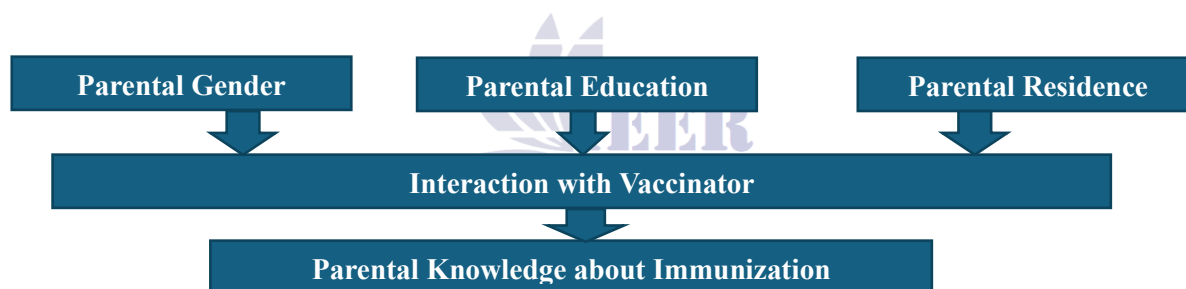 Parental Gender
Parental Education
Parental Residence
EER
Interaction with Vaccinator
Parental Knowledge about Immunization